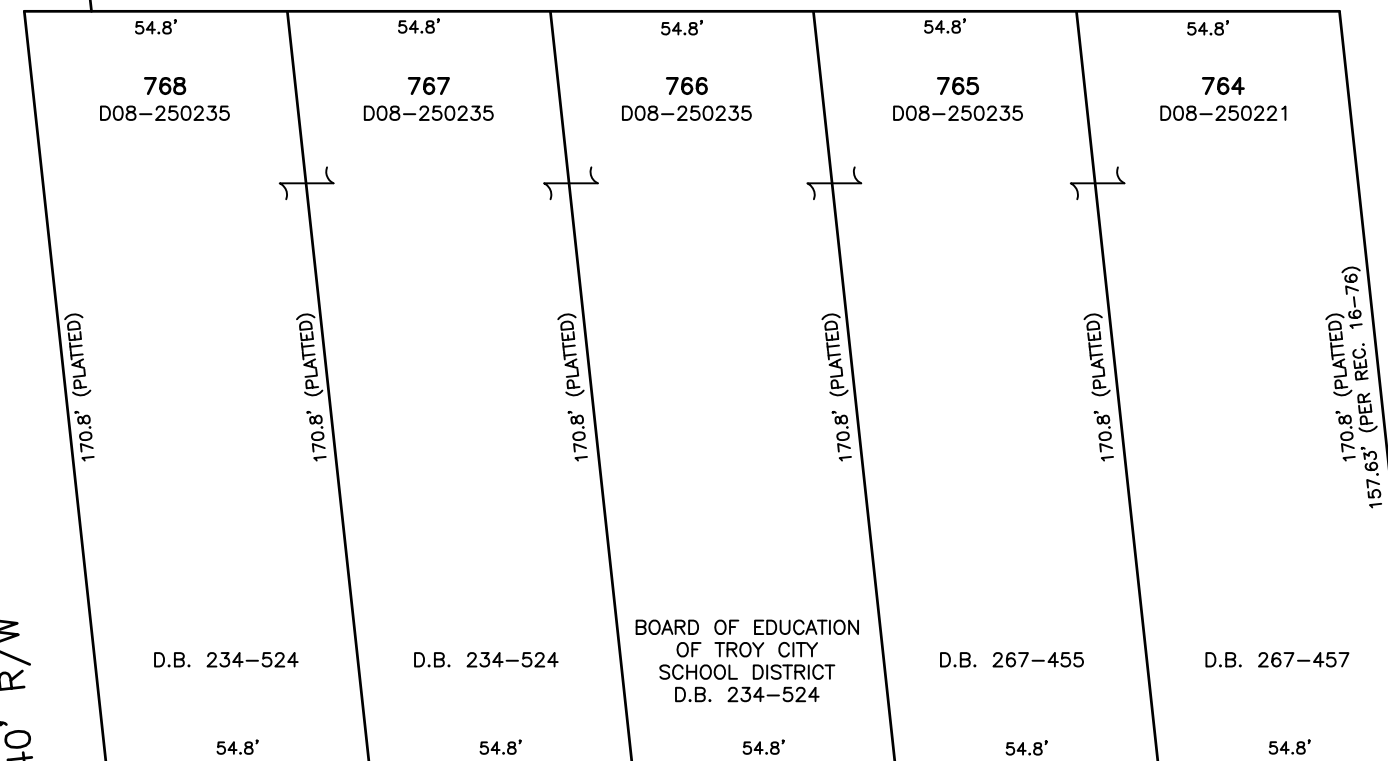 54.8' 54.8' 54.8' 54.8' 54.8'
768 767 766 765 764
D08-250235 D08-250235 D08-250235 D08-250235 D08-250221
170.8' (PLATTED)
170.8' (PLATTED)
170.8' (PLATTED)
170.8' (PLATTED)
170.8' (PLATTED)
170.8' (PLATTED)
157.63' (PER REC. 16-76)
40' R/W
D.B. 234-524
D.B. 234-524
BOARD OF EDUCATION
OF TROY CITY
SCHOOL DISTRICT
D.B. 234-524
D.B. 267-455
D.B. 267-457
54.8' 54.8' 54.8' 54.8' 54.8'